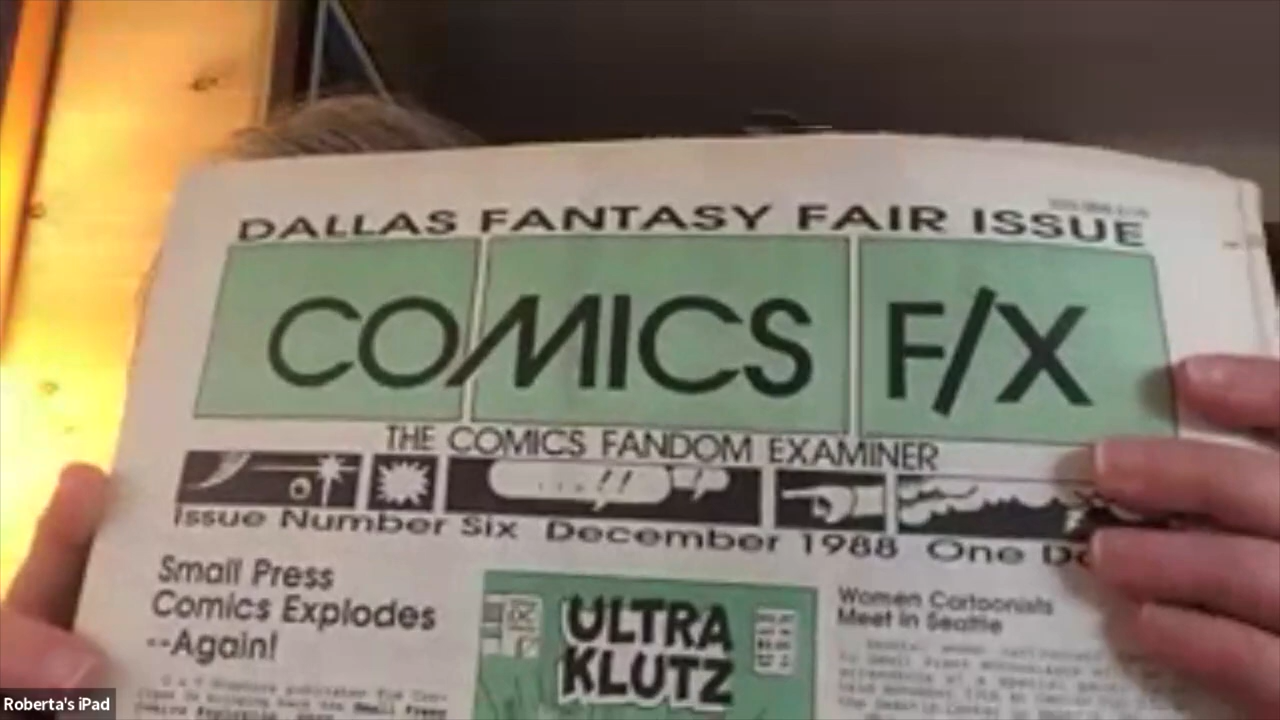 DALLAS FANTASY FAIR ISSUE
COMICS F/X
THE COMICS FANDOM EXAMINER
...!!
Issue Number Six December 1988 One
Small Press
Comics Explodes
--Again!
ULTRA
KLUTZ
Women Cartoonists
Meet in Seattle
Roberta's iPad